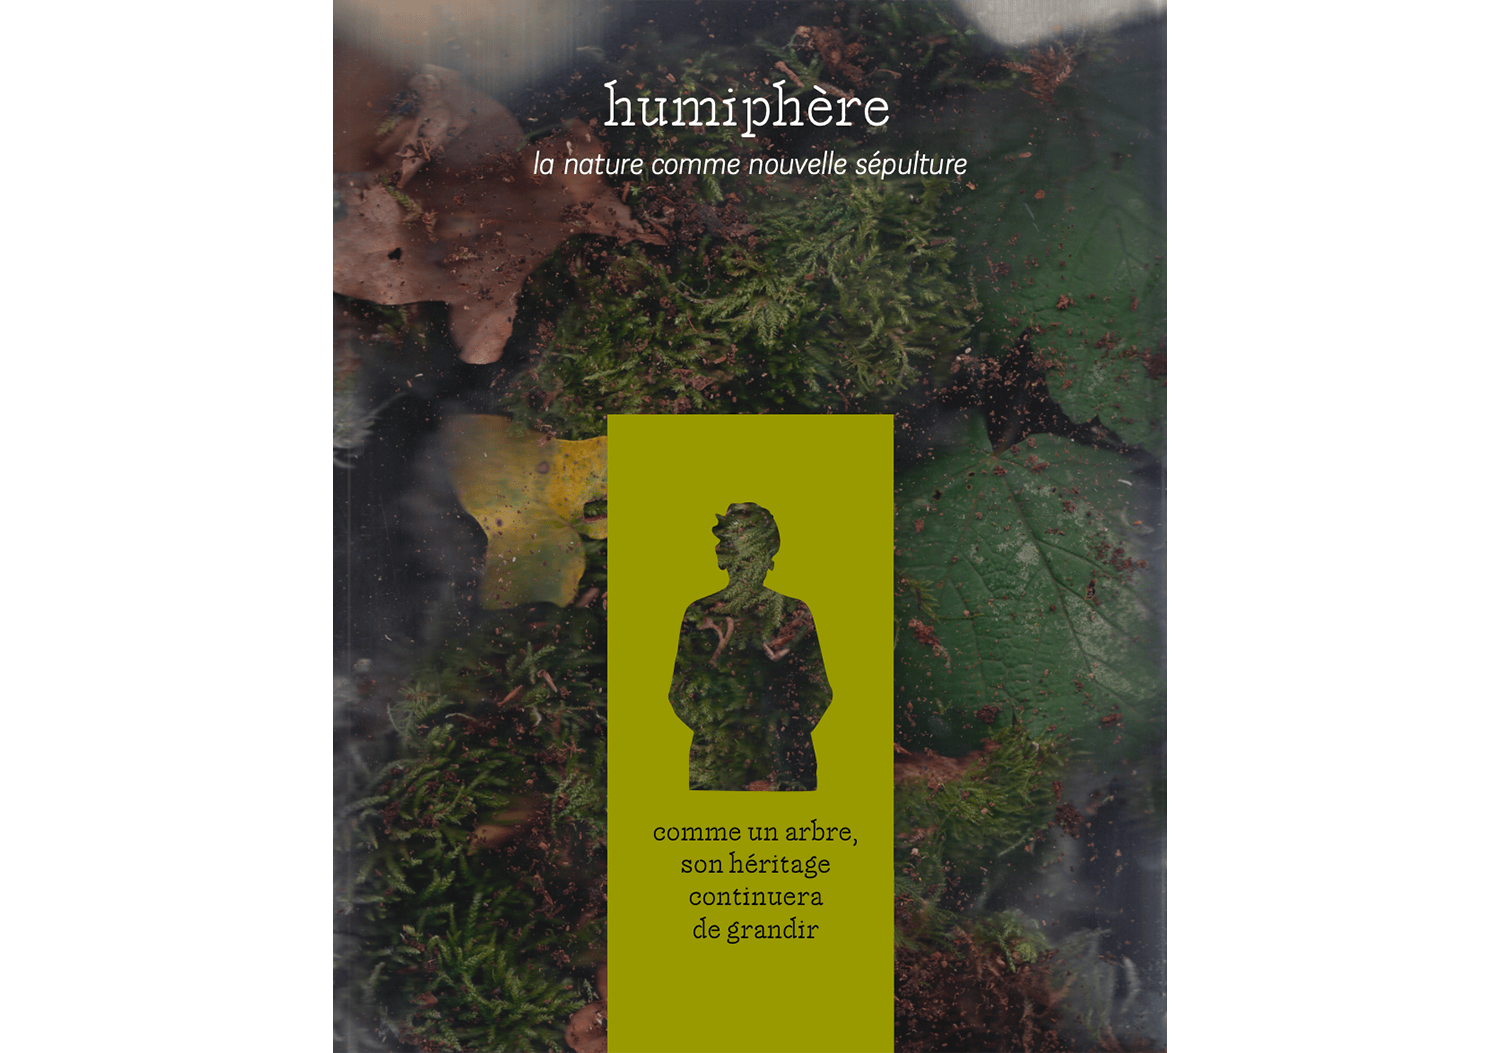 humiphère
la nature comme nouvelle sépulture
comme un arbre,
son héritage
continuera
de grandir